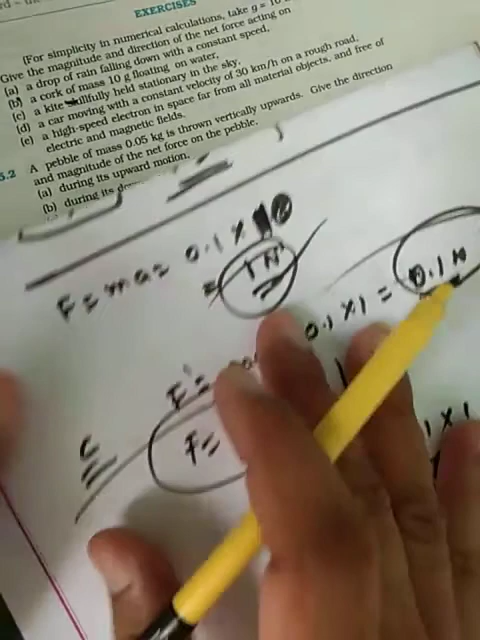 EXERCISES
(For simplicity in numerical calculations, take g = 10
Give the magnitude and direction of the net force acting on
(a) a drop of rain falling down with a constant speed,
(b) a cork of mass 10 g floating on water,
(c) a kite skillfully held stationary in the sky,
(d) a car moving with a constant velocity of 30 km/h on a rough road,
(e) a high-speed electron in space far from all material objects, and free of
electric and magnetic fields.
5.2 A pebble of mass 0.05 kg is thrown vertically upwards. Give the direction
and magnitude of the net force on the pebble,
(a) during its upward motion,
(b) during its
F = ma = 0.1 × 10
= 1 N
F' = 0.1 × 1 = 0.1 N
C
F =
1 × 1